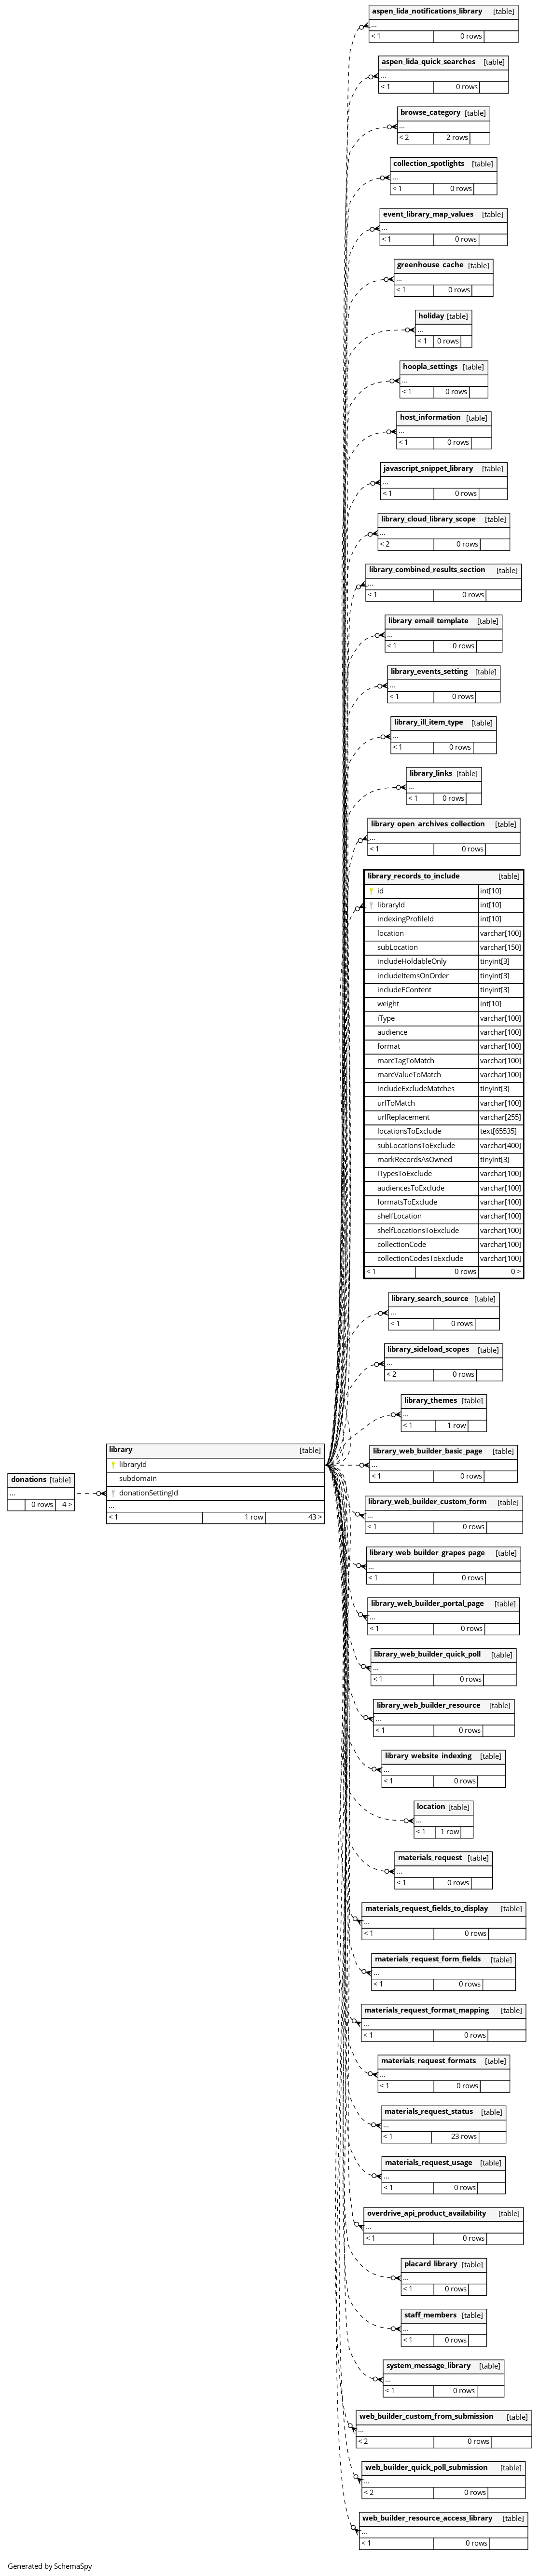 aspen_lida_notifications_library [table]
...
< 1 0 rows
aspen_lida_quick_searches [table]
...
< 1 0 rows
browse_category [table]
...
< 2 2 rows
collection_spotlights [table]
...
< 1 0 rows
event_library_map_values [table]
...
< 1 0 rows
greenhouse_cache [table]
...
< 1 0 rows
holiday [table]
...
< 1 0 rows
hoopla_settings [table]
...
< 1 0 rows
host_information [table]
...
< 1 0 rows
javascript_snippet_library [table]
...
< 1 0 rows
library_cloud_library_scope [table]
...
< 2 0 rows
library_combined_results_section [table]
...
< 1 0 rows
library_email_template [table]
...
< 1 0 rows
library_events_setting [table]
...
< 1 0 rows
library_ill_item_type [table]
...
< 1 0 rows
library_links [table]
...
< 1 0 rows
library_open_archives_collection [table]
...
< 1 0 rows
library_records_to_include [table]
id int[10]
libraryId int[10]
indexingProfileId int[10]
location varchar[100]
subLocation varchar[150]
includeHoldableOnly tinyint[3]
includeItemsOnOrder tinyint[3]
includeEContent tinyint[3]
weight int[10]
iType varchar[100]
audience varchar[100]
format varchar[100]
marcTagToMatch varchar[100]
marcValueToMatch varchar[100]
includeExcludeMatches tinyint[3]
urlToMatch varchar[100]
urlReplacement varchar[255]
locationsToExclude text[65535]
subLocationsToExclude varchar[400]
markRecordsAsOwned tinyint[3]
iTypesToExclude varchar[100]
audiencesToExclude varchar[100]
formatsToExclude varchar[100]
shelfLocation varchar[100]
shelfLocationsToExclude varchar[100]
collectionCode varchar[100]
collectionCodesToExclude varchar[100]
< 1 0 rows 0 >
library_search_source [table]
...
< 1 0 rows
library_sideload_scopes [table]
...
< 2 0 rows
library_themes [table]
...
< 1 1 row
donations [table]
...
0 rows 4 >
library [table]
libraryId
subdomain
donationSettingId
...
< 1 1 row 43 >
library_web_builder_basic_page [table]
...
< 1 0 rows
library_web_builder_custom_form [table]
...
< 1 0 rows
library_web_builder_grapes_page [table]
...
< 1 0 rows
library_web_builder_portal_page [table]
...
< 1 0 rows
library_web_builder_quick_poll [table]
...
< 1 0 rows
library_web_builder_resource [table]
...
< 1 0 rows
library_website_indexing [table]
...
< 1 0 rows
location [table]
...
< 1 1 row
materials_request [table]
...
< 1 0 rows
materials_request_fields_to_display [table]
...
< 1 0 rows
materials_request_form_fields [table]
...
< 1 0 rows
materials_request_format_mapping [table]
...
< 1 0 rows
materials_request_formats [table]
...
< 1 0 rows
materials_request_status [table]
...
< 1 23 rows
materials_request_usage [table]
...
< 1 0 rows
overdrive_api_product_availability [table]
...
< 1 0 rows
placard_library [table]
...
< 1 0 rows
staff_members [table]
...
< 1 0 rows
system_message_library [table]
...
< 1 0 rows
web_builder_custom_from_submission [table]
...
< 2 0 rows
web_builder_quick_poll_submission [table]
...
< 2 0 rows
web_builder_resource_access_library [table]
...
< 1 0 rows
Generated by SchemaSpy